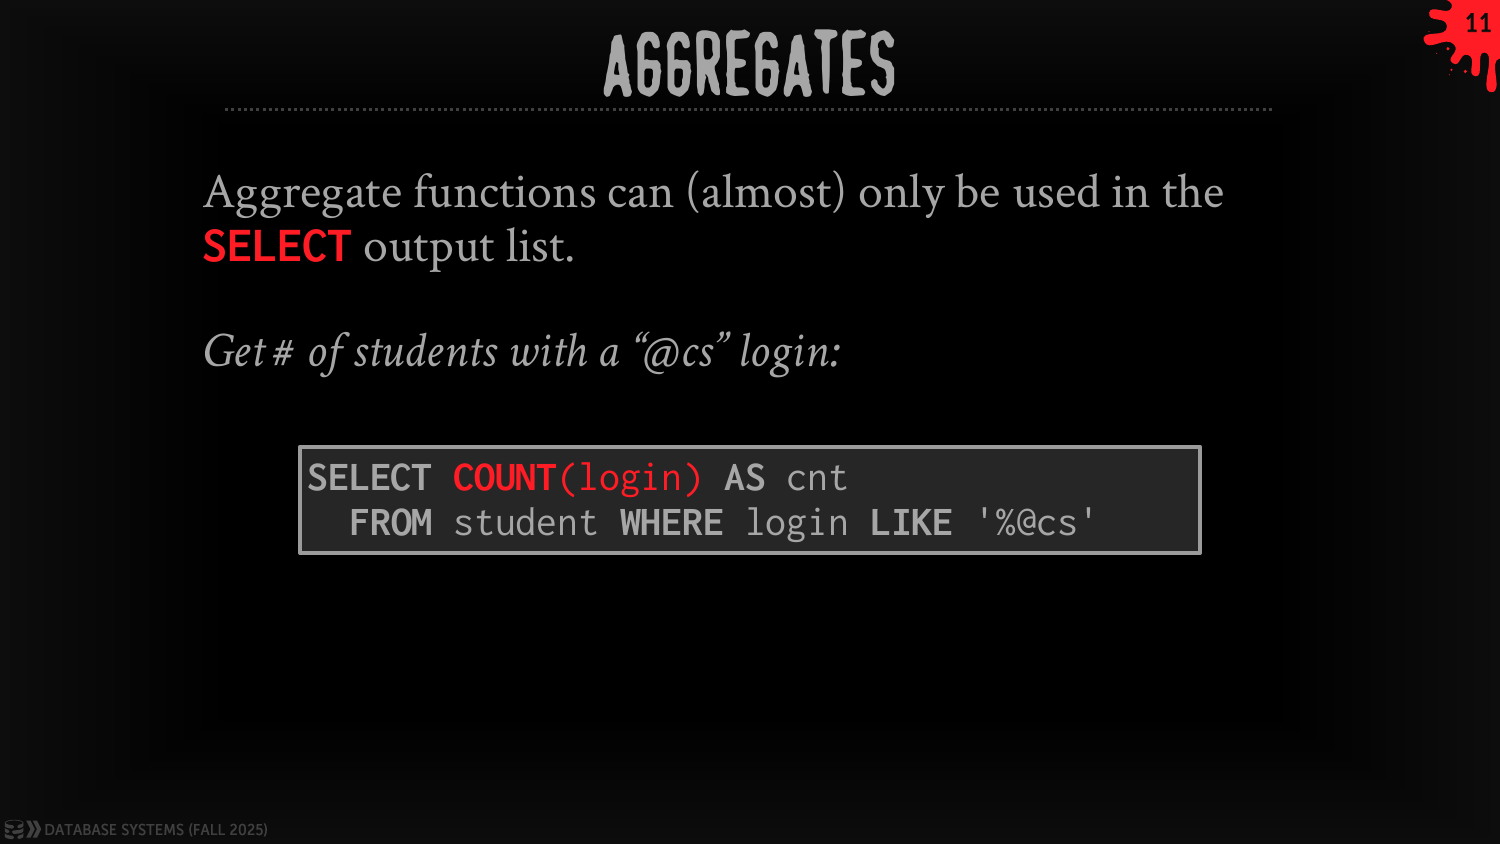 11
AGGREGATES
Aggregate functions can (almost) only be used in the
SELECT output list.
Get # of students with a “@cs” login:
SELECT COUNT(login) AS cnt
FROM student WHERE login LIKE '%@cs'
DATABASE SYSTEMS (FALL 2025)